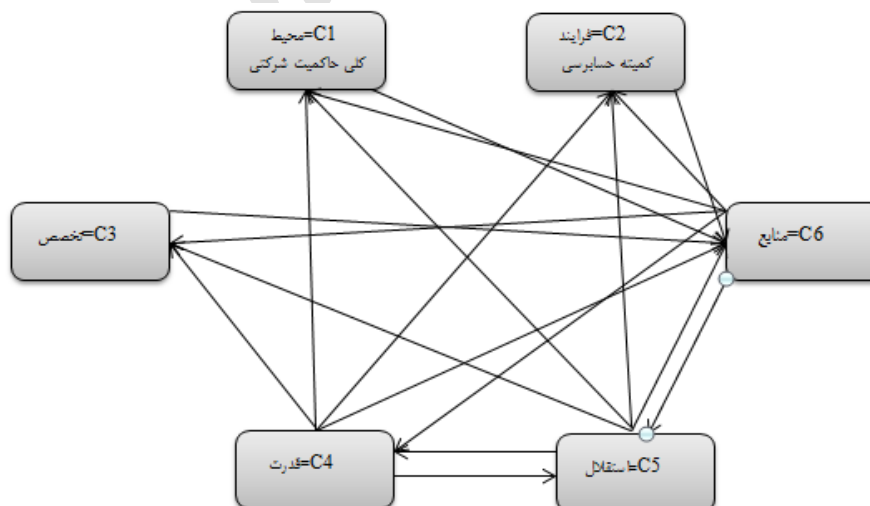 C1=محیط
کلی حاکمیت شرکتی
C2=فرایند
کمیته حسابرسی
C3=تخصص
C6=منابع
C4=قدرت
C5=استقلال